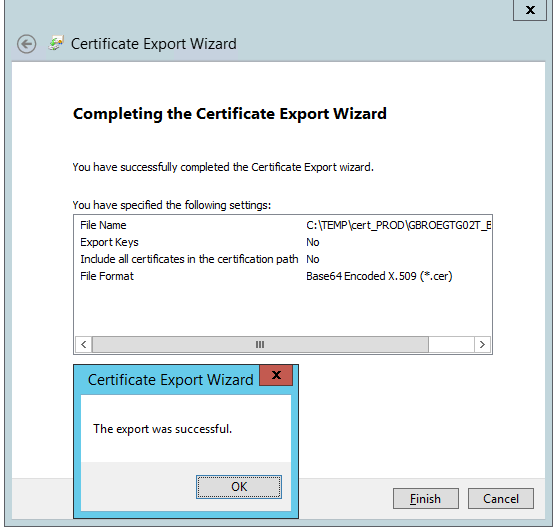 x
Certificate Export Wizard
Completing the Certificate Export Wizard
You have successfully completed the Certificate Export wizard.
You have specified the following settings:
File Name C:\TEMP\cert_PROD\GBROEGTG02T_E
Export Keys No
Include all certificates in the certification path No
File Format Base64 Encoded X.509 (*.cer)
Certificate Export Wizard x
The export was successful.
OK
Finish Cancel